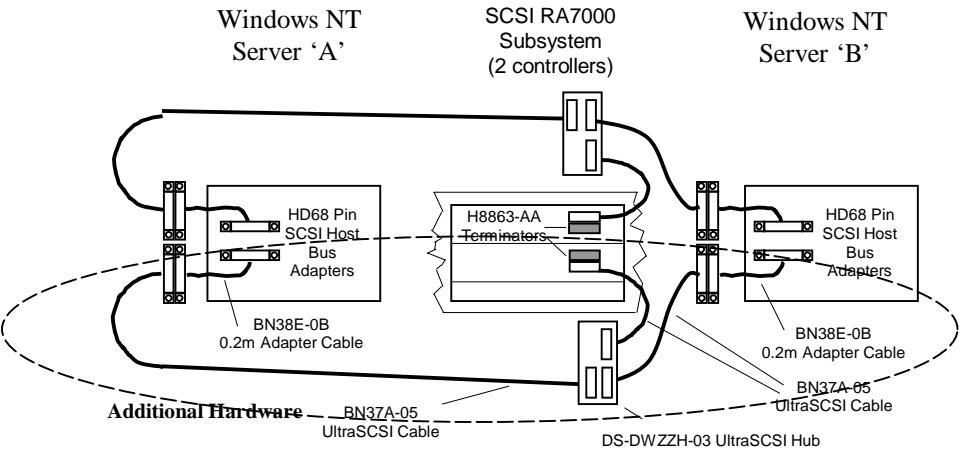 Windows NT
Server ‘A’
SCSI RA7000
Subsystem
(2 controllers)
Windows NT
Server ‘B’
HD68 Pin
SCSI Host
Bus
Adapters
H8863-AA
Terminators
HD68 Pin
SCSI Host
Bus
Adapters
BN38E-0B
0.2m Adapter Cable
BN38E-0B
0.2m Adapter Cable
Additional Hardware
BN37A-05
UltraSCSI Cable
BN37A-05
UltraSCSI Cable
DS-DWZZH-03 UltraSCSI Hub